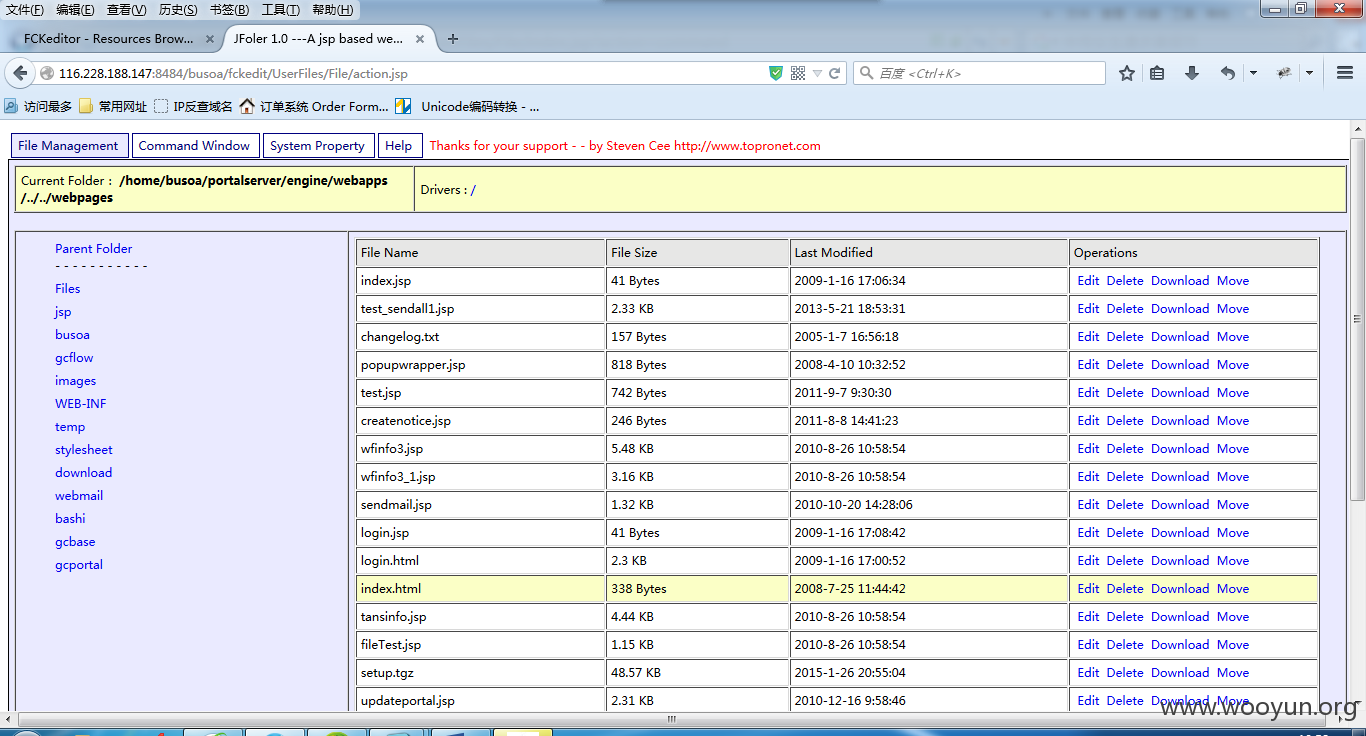 文件(F) 编辑(E) 查看(V) 历史(S) 书签(B) 工具(T) 帮助(H)
FCKeditor - Resources Brow... × JFoler 1.0 ---A jsp based we... × +
116.228.188.147:8484/busoa/fckedit/UserFiles/File/action.jsp 百度 <Ctrl+K>
访问最多 常用网址 IP反查域名 订单系统 Order Form... Unicode编码转换 - ...
File Management Command Window System Property Help Thanks for your support - - by Steven Cee http://www.topronet.com
Current Folder : /home/busoa/portalserver/engine/webapps
/../../webpages
Drivers : /
Parent Folder
- - - - - - - - - - -
Files
jsp
busoa
gcflow
images
WEB-INF
temp
stylesheet
download
webmail
bashi
gcbase
gcportal
File Name File Size Last Modified Operations
index.jsp 41 Bytes 2009-1-16 17:06:34 Edit Delete Download Move
test_sendall1.jsp 2.33 KB 2013-5-21 18:53:31 Edit Delete Download Move
changelog.txt 157 Bytes 2005-1-7 16:56:18 Edit Delete Download Move
popupwrapper.jsp 818 Bytes 2008-4-10 10:32:52 Edit Delete Download Move
test.jsp 742 Bytes 2011-9-7 9:30:30 Edit Delete Download Move
createnotice.jsp 246 Bytes 2011-8-8 14:41:23 Edit Delete Download Move
wfinfo3.jsp 5.48 KB 2010-8-26 10:58:54 Edit Delete Download Move
wfinfo3_1.jsp 3.16 KB 2010-8-26 10:58:54 Edit Delete Download Move
sendmail.jsp 1.32 KB 2010-10-20 14:28:06 Edit Delete Download Move
login.jsp 41 Bytes 2009-1-16 17:08:42 Edit Delete Download Move
login.html 2.3 KB 2009-1-16 17:00:52 Edit Delete Download Move
index.html 338 Bytes 2008-7-25 11:44:42 Edit Delete Download Move
tansinfo.jsp 4.44 KB 2010-8-26 10:58:54 Edit Delete Download Move
fileTest.jsp 1.15 KB 2010-8-26 10:58:54 Edit Delete Download Move
setup.tgz 48.57 KB 2015-1-26 20:55:04 Edit Delete Download Move
updateportal.jsp 2.31 KB 2010-12-16 9:58:46 Edit Delete Download Move
www.wooyun.org